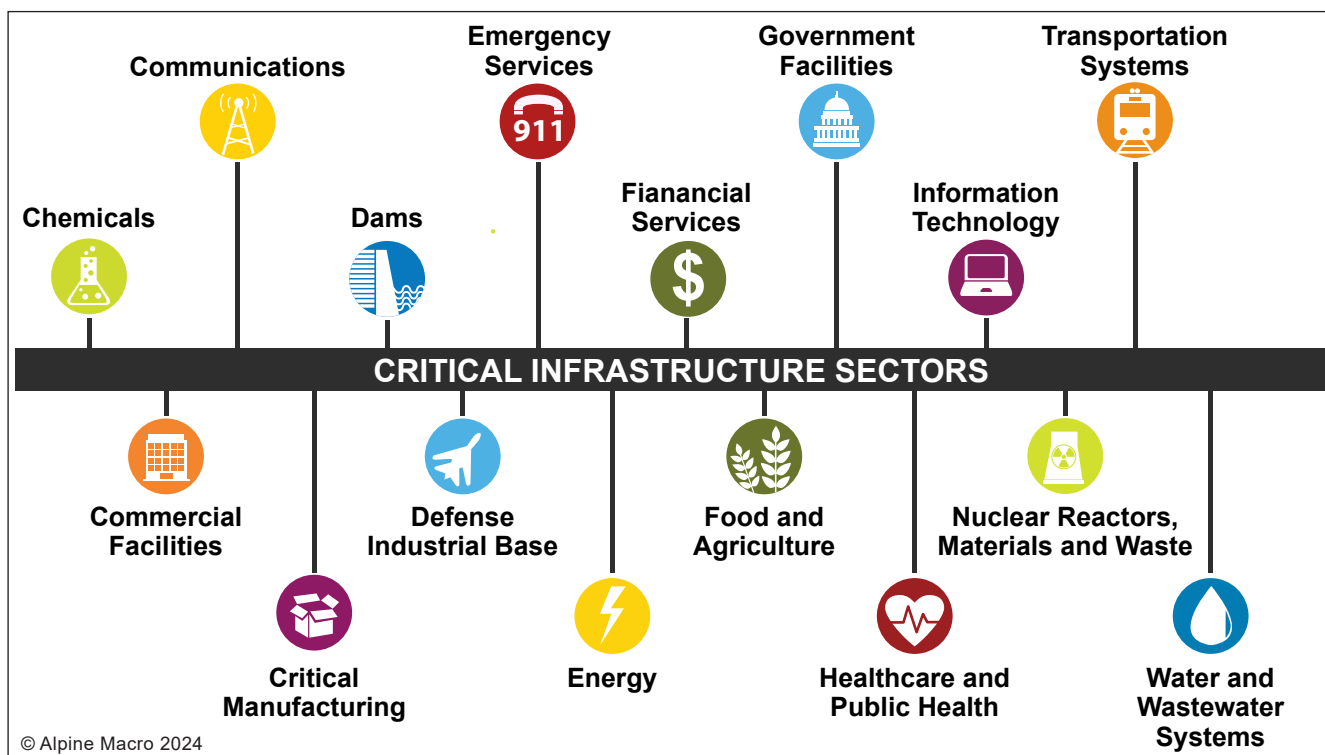 Emergency
Services
Government
Facilities
Transportation
Systems
Communications
911
Chemicals
Dams
Fianancial
Services
$
Information
Technology
CRITICAL INFRASTRUCTURE SECTORS
Commercial
Facilities
Defense
Industrial Base
Food and
Agriculture
Nuclear Reactors,
Materials and Waste
Critical
Manufacturing
Energy
Healthcare and
Public Health
Water and
Wastewater
Systems
© Alpine Macro 2024